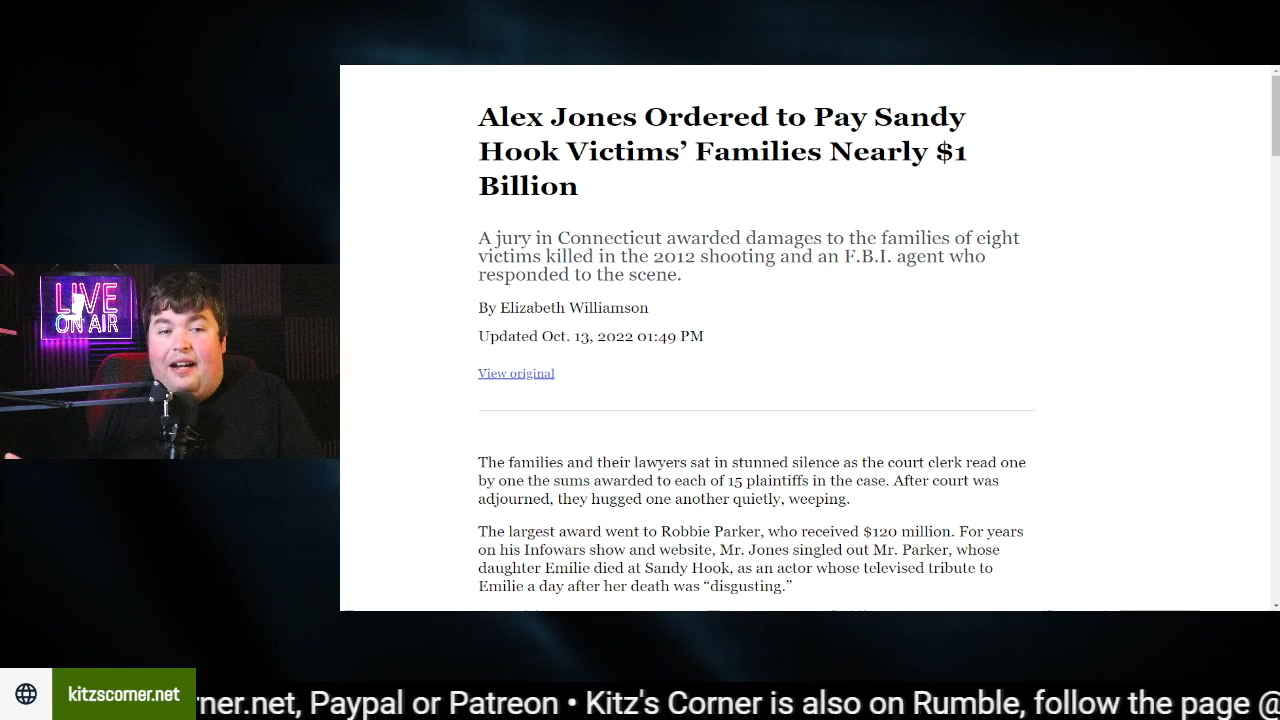 LIVE
ON AIR
Alex Jones Ordered to Pay Sandy
Hook Victims’ Families Nearly $1
Billion
A jury in Connecticut awarded damages to the families of eight
victims killed in the 2012 shooting and an F.B.I. agent who
responded to the scene.
By Elizabeth Williamson
Updated Oct. 13, 2022 01:49 PM
View original
The families and their lawyers sat in stunned silence as the court clerk read one
by one the sums awarded to each of 15 plaintiffs in the case. After court was
adjourned, they hugged one another quietly, weeping.
The largest award went to Robbie Parker, who received $120 million. For years
on his Infowars show and website, Mr. Jones singled out Mr. Parker, whose
daughter Emilie died at Sandy Hook, as an actor whose televised tribute to
Emilie a day after her death was “disgusting.”
kitzscorner.net
rner.net, Paypal or Patreon • Kitz's Corner is also on Rumble, follow the page @